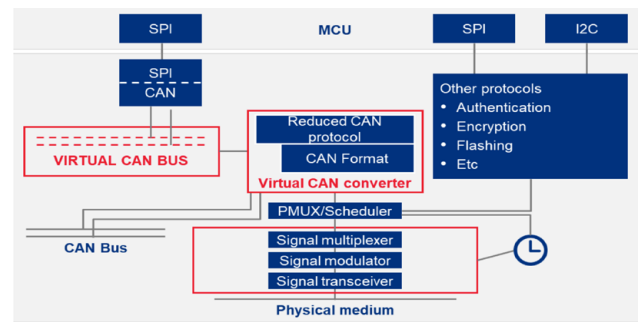 SPI
MCU
SPI
I2C
SPI
CAN
Other protocols
• Authentication
• Encryption
• Flashing
• Etc
Reduced CAN
protocol
CAN Format
VIRTUAL CAN BUS
Virtual CAN converter
PMUX/Scheduler
CAN Bus
Signal multiplexer
Signal modulator
Signal transceiver
Physical medium